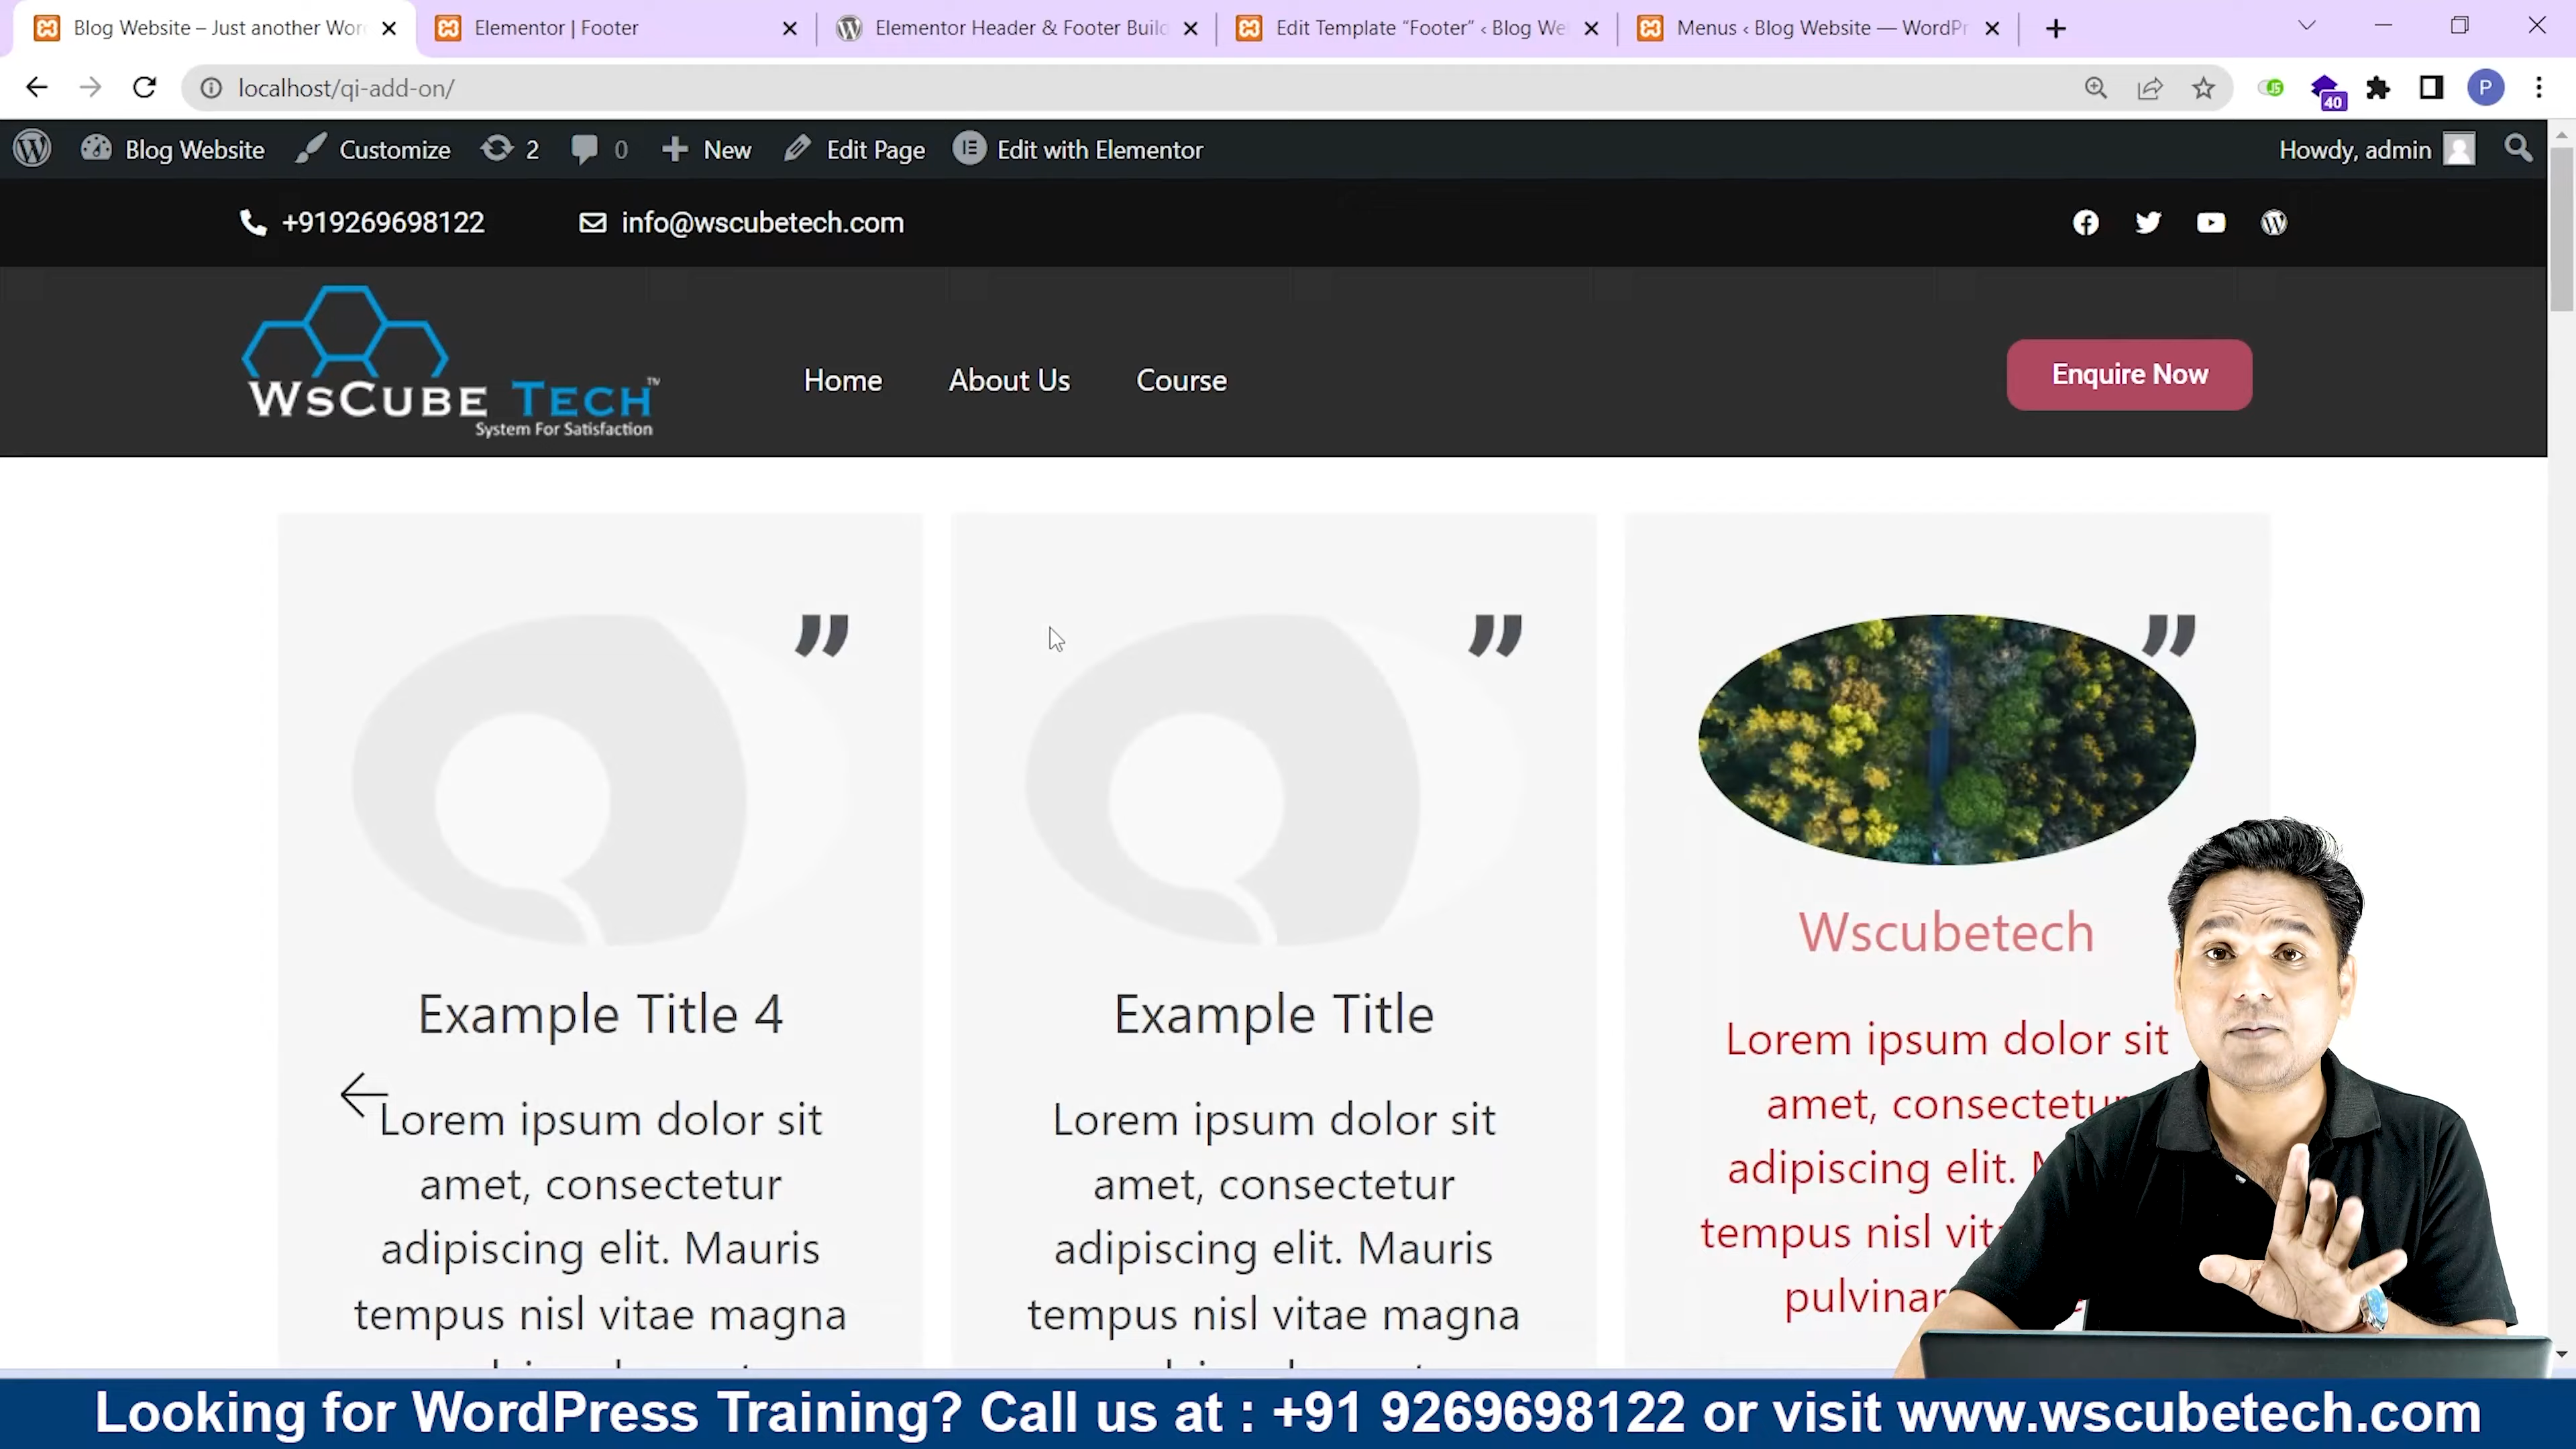 Blog Website – Just another Wor
Elementor | Footer
Elementor Header & Footer Build
Edit Template “Footer” ‹ Blog We
Menus ‹ Blog Website — WordPr
localhost/qi-add-on/
JS
40
P
Blog Website
Customize
2
0
New
Edit Page
Edit with Elementor
Howdy, admin
+919269698122
info@wscubetech.com
WsCube Tech™
System For Satisfaction
Home
About Us
Course
Enquire Now
”
”
”
Example Title 4
Lorem ipsum dolor sit
amet, consectetur
adipiscing elit. Mauris
tempus nisl vitae magna
Example Title
Lorem ipsum dolor sit
amet, consectetur
adipiscing elit. Mauris
tempus nisl vitae magna
Wscubetech
Lorem ipsum dolor sit
amet, consectetur
adipiscing elit.
tempus nisl vit
pulvinar
Looking for WordPress Training? Call us at : +91 9269698122 or visit www.wscubetech.com